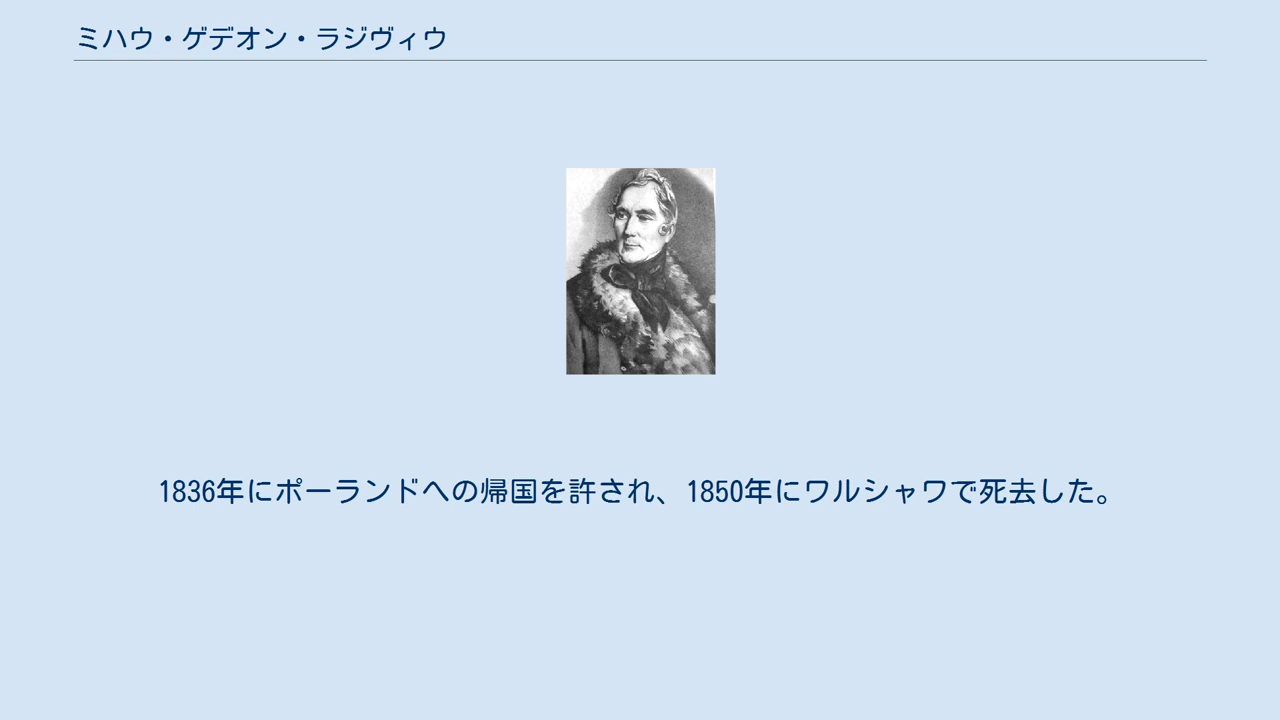 ミハウ・ゲデオン・ラジヴィウ
1836年にポーランドへの帰国を許され、1850年にワルシャワで死去した。